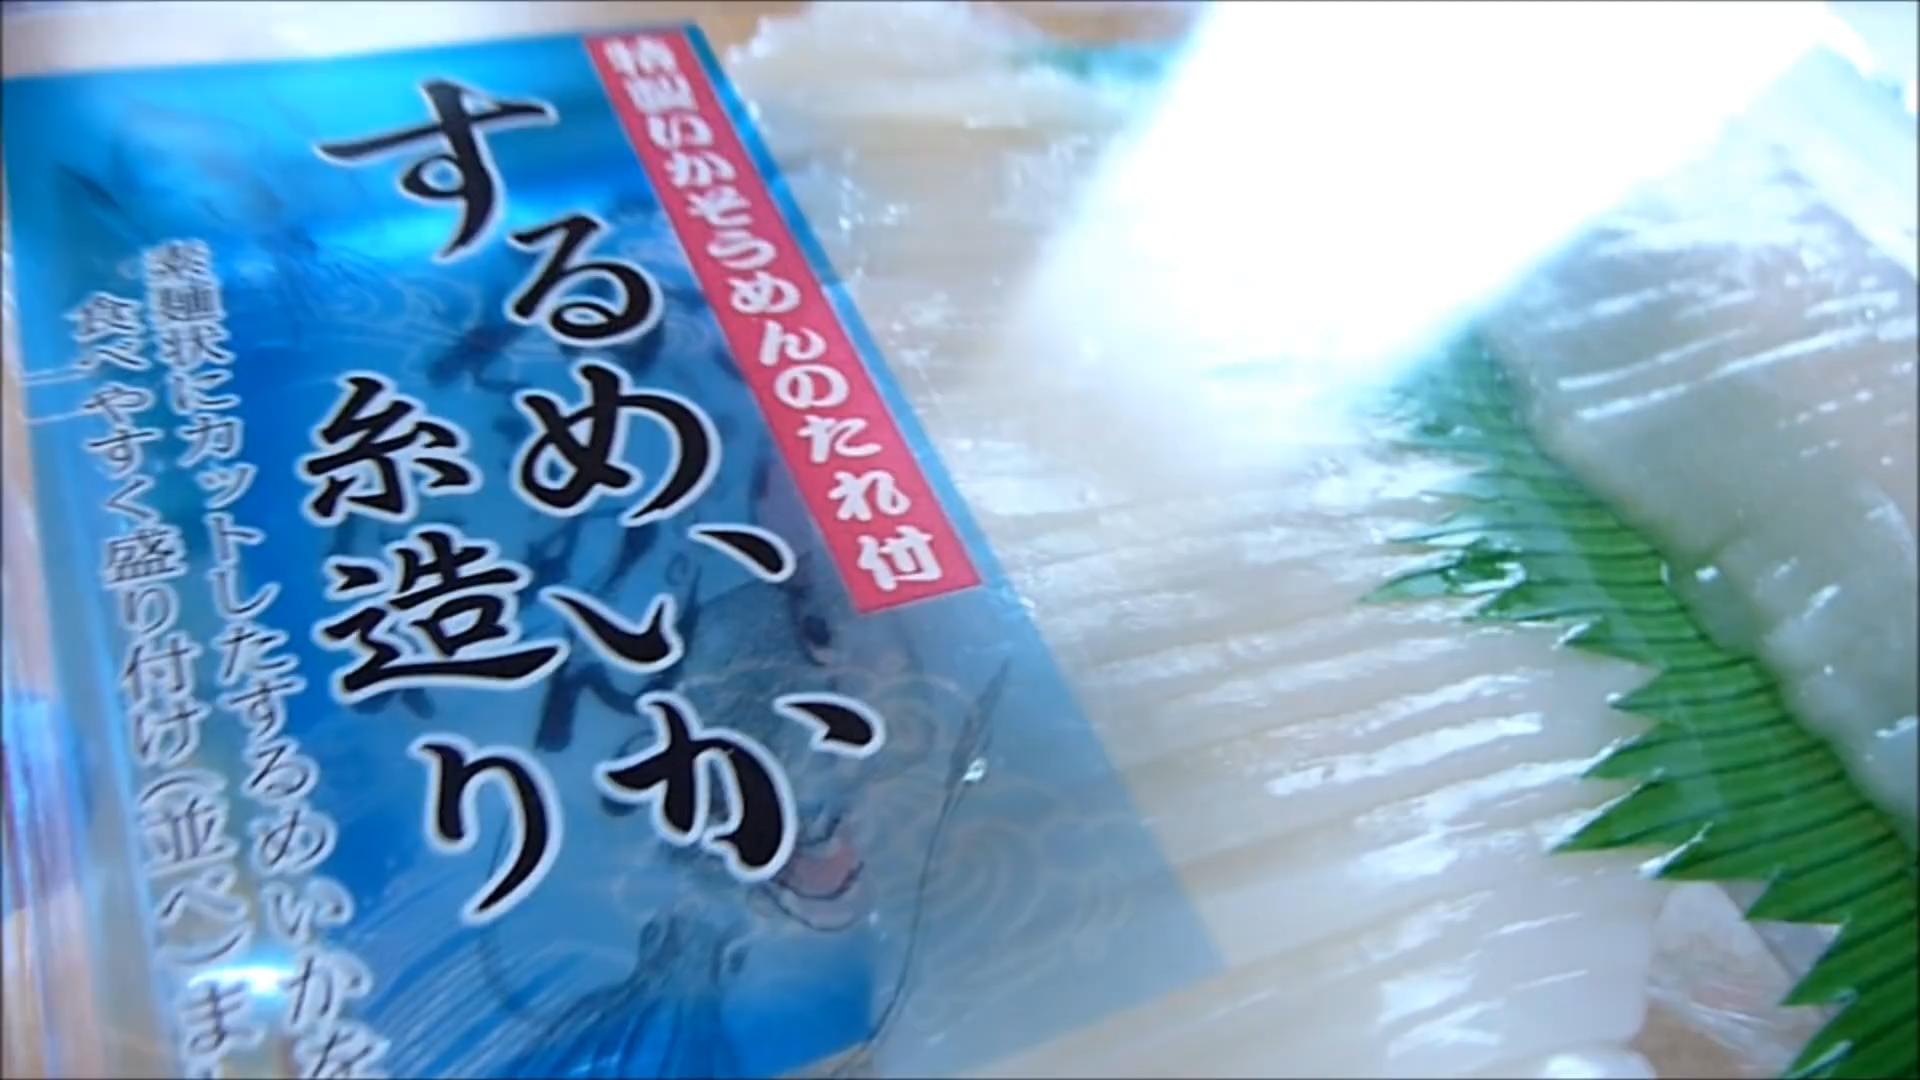 特製いかそうめんのたれ付
するめいか
糸造り
素麺状にカットしたするめいかを
食べやすく盛り付け(並べ)ま